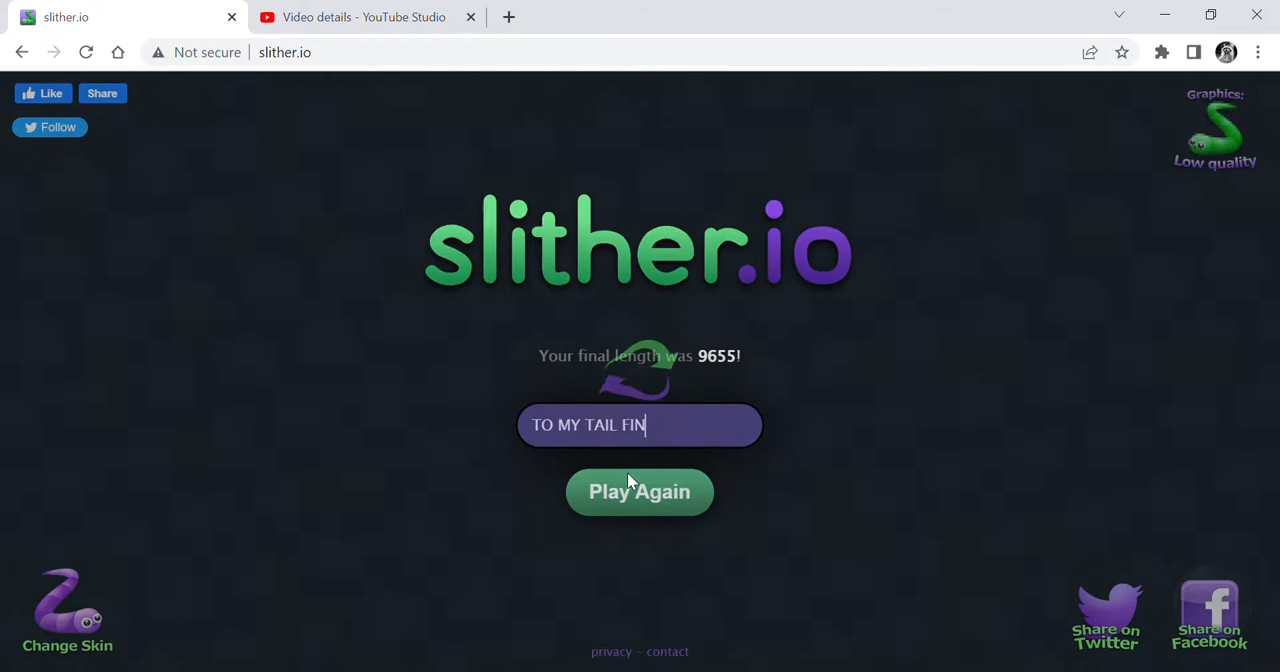 slither.io
Video details - YouTube Studio
Not secure
slither.io
Like
Share
Follow
Graphics:
Low quality
slither.io
Your final length was 9655!
TO MY TAIL FIN
Play Again
Change Skin
Share on
Twitter
Share on
Facebook
privacy - contact